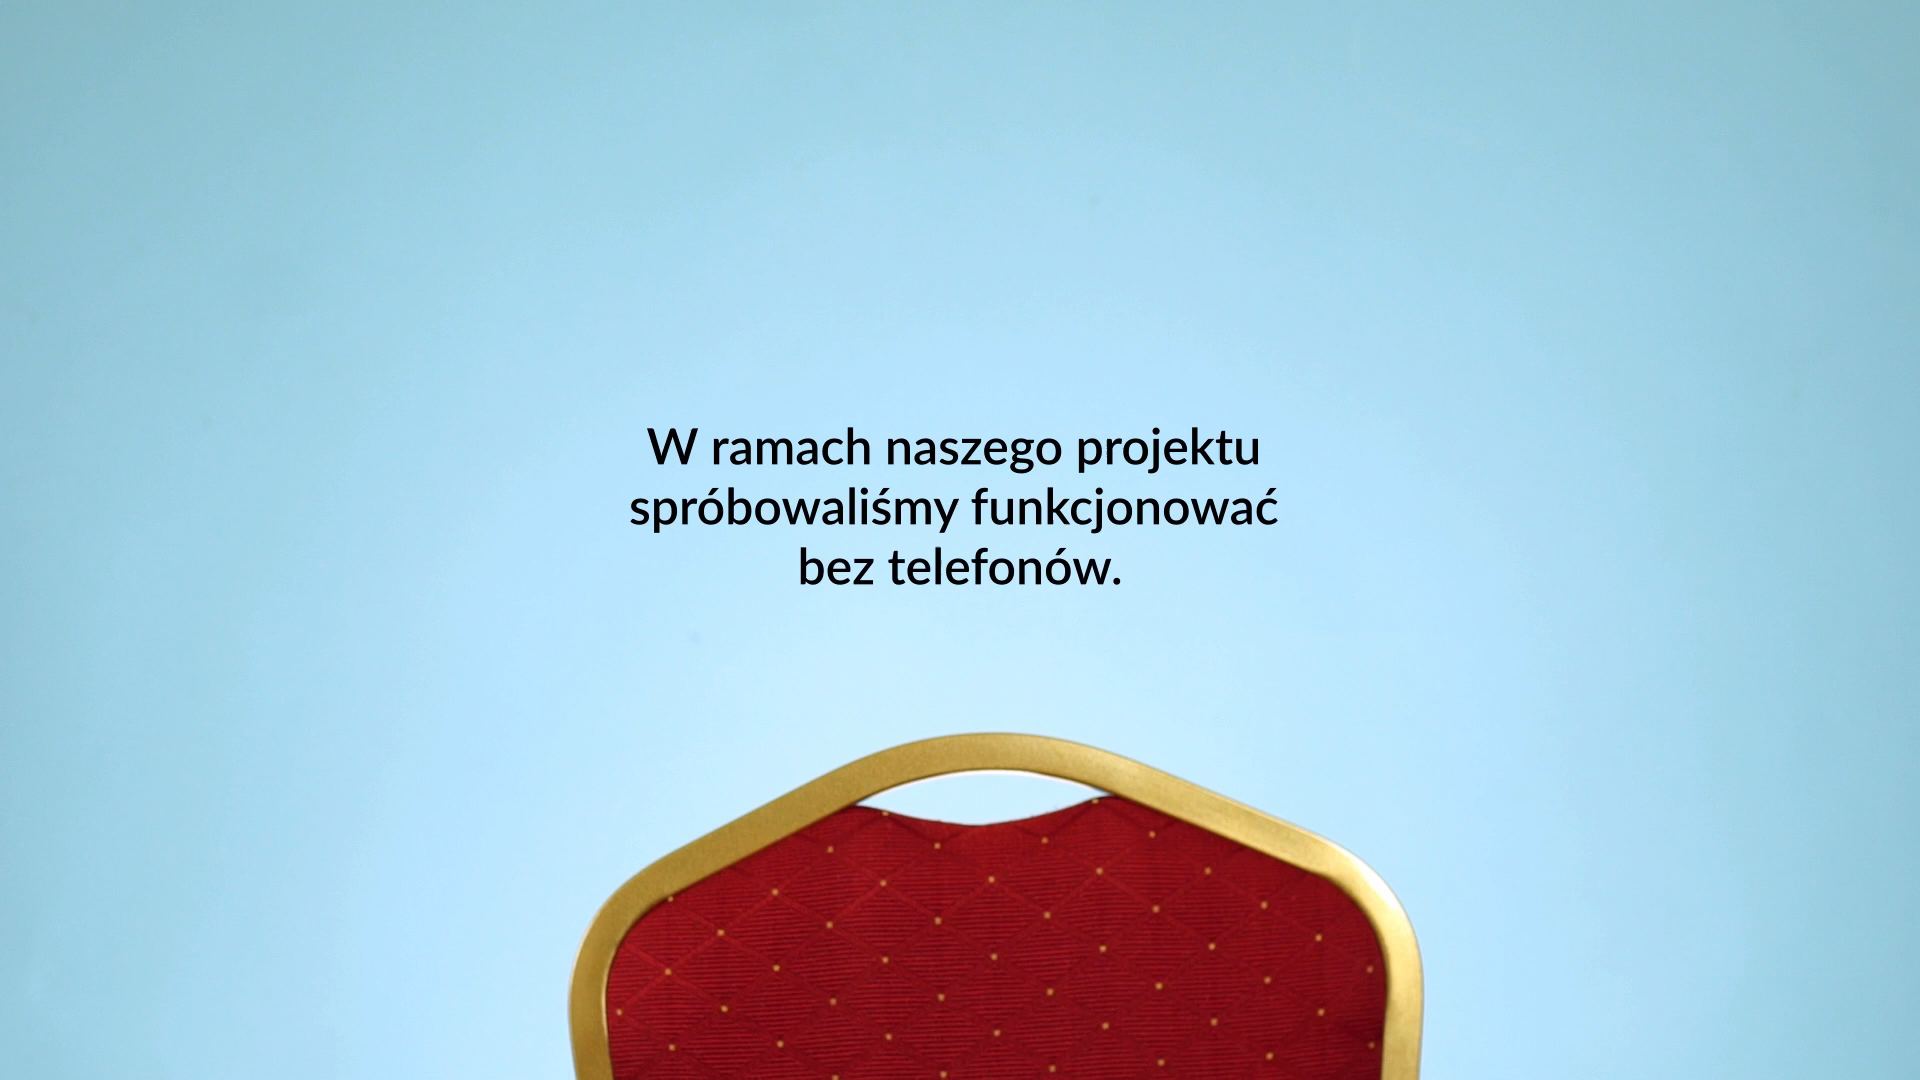 W ramach naszego projektu
spróbowaliśmy funkcjonować
bez telefonów.